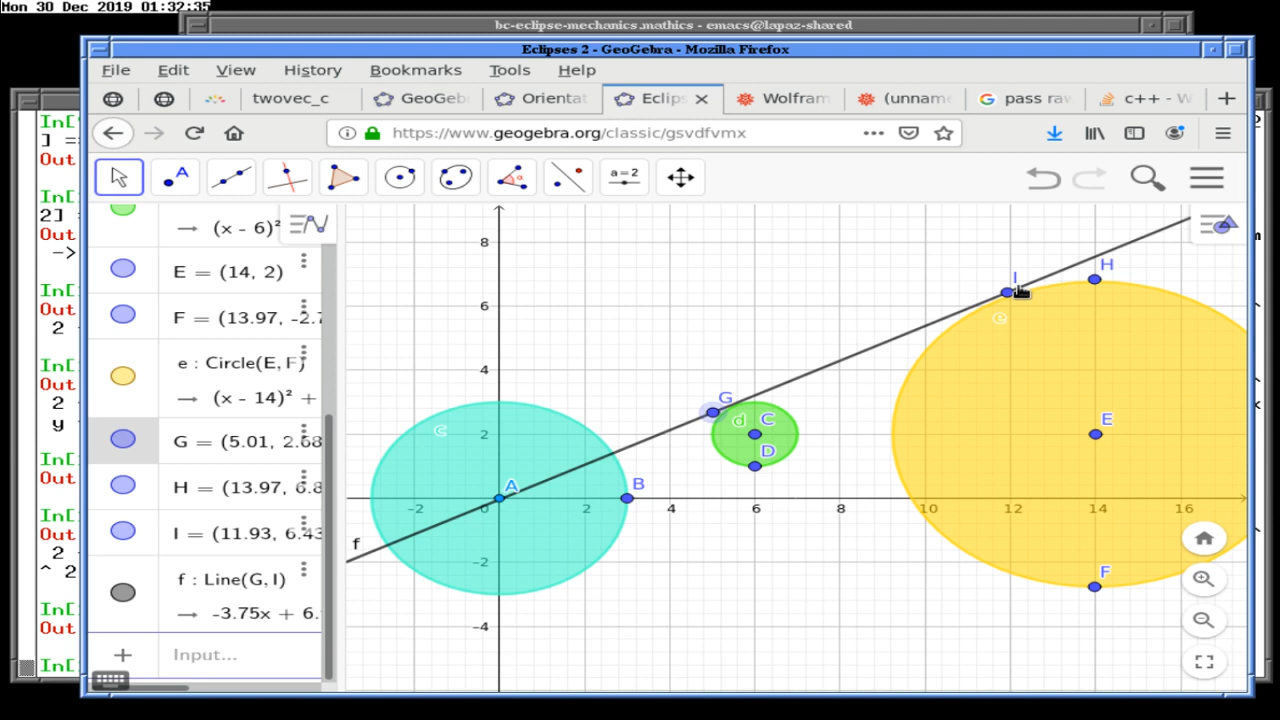 Mon 30 Dec 2019 01:32:35
bc-eclipse-mechanics.mathics - emacs@lapaz-shared
Eclipses 2 - GeoGebra - Mozilla Firefox
File Edit View History Bookmarks Tools Help
twovec_c GeoGeb Orientat Eclips Wolfram (unname pass raw c++ - W
https://www.geogebra.org/classic/gsvdfvmx
A a=2
→ (x - 6)²
E = (14, 2)
F = (13.97, -2.7
e : Circle(E, F)
→ (x - 14)² +
G = (5.01, 2.68
H = (13.97, 6.8
I = (11.93, 6.43
f : Line(G, I)
→ -3.75x + 6.
+ Input...
In[
] ==
Out[
In[
2] =
Out[
->
In[
Out[
2
In[
Out[
2
y
In[
Out[
In[
Out[
2
^ 2
In[
Out[
In[
8
6
4
2
0
-2
-4
-2 2 4 6 8 10 12 14 16
A
B
C
D
E
F
G
H
I
c
d
e
f